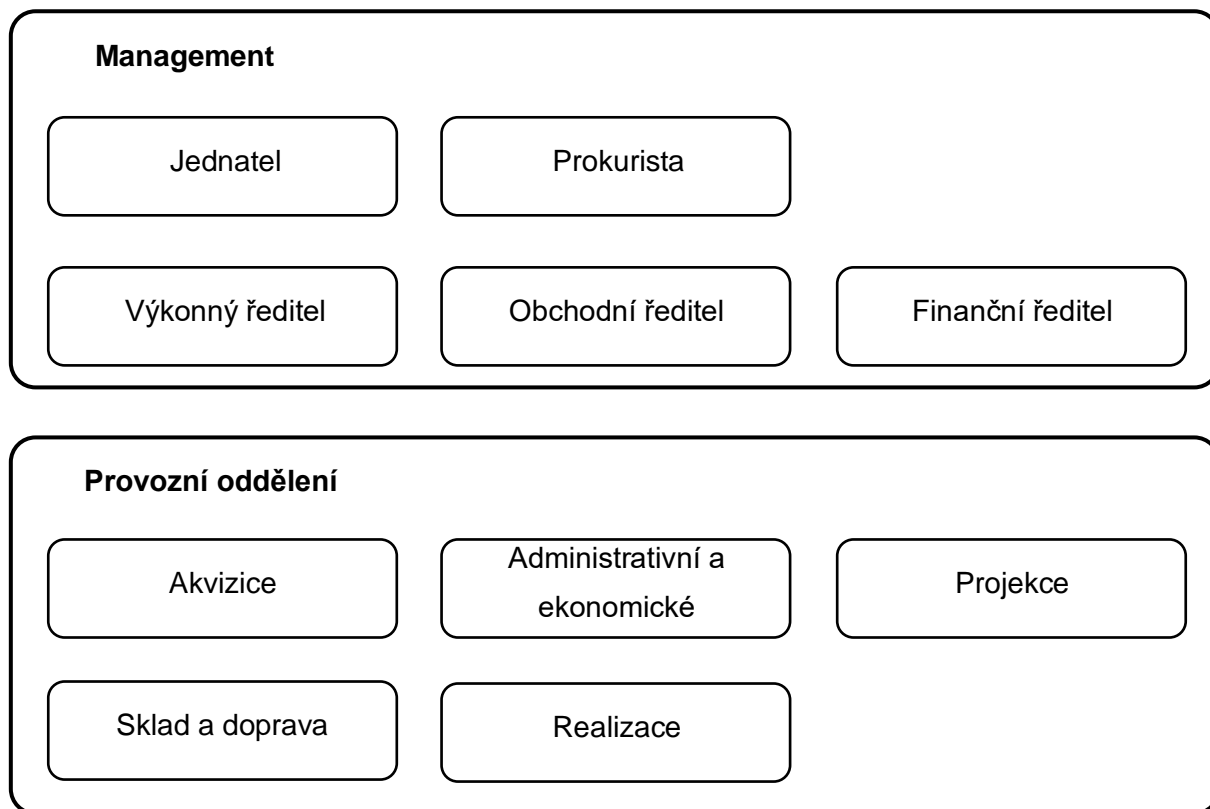 Management
Jednatel
Prokurista
Výkonný ředitel
Obchodní ředitel
Finanční ředitel
Provozní oddělení
Akvizice
Administrativní a
ekonomické
Projekce
Sklad a doprava
Realizace